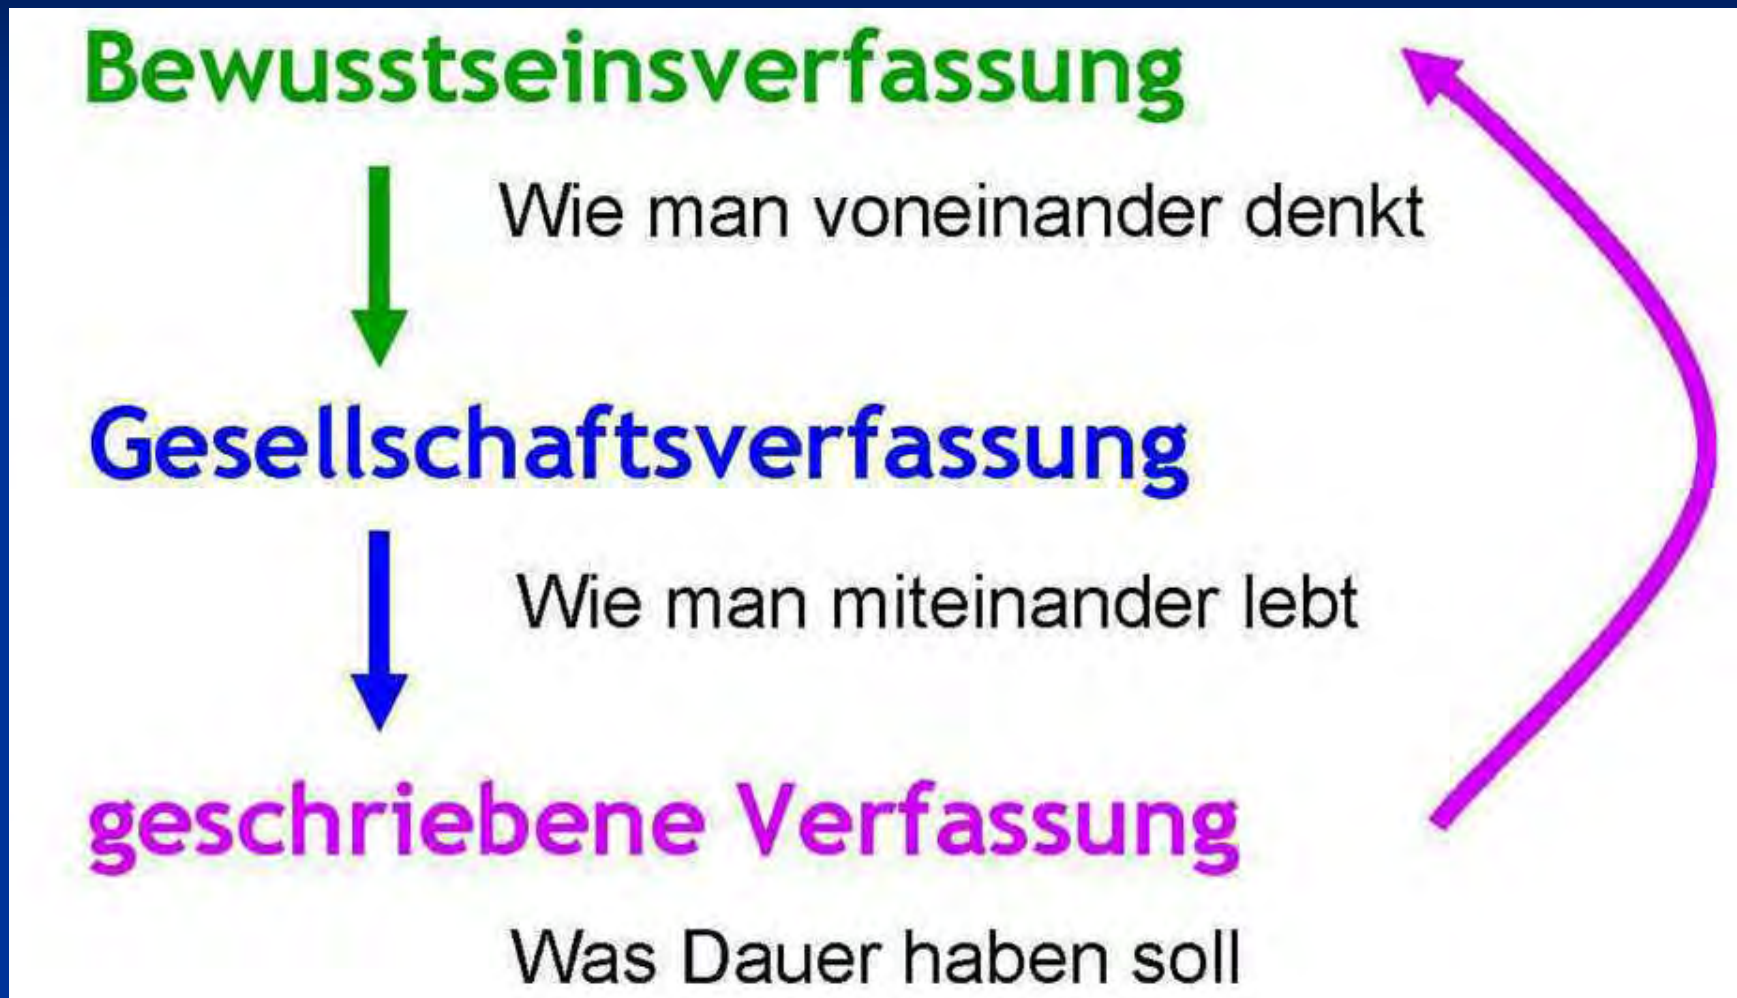 Bewusstseinsverfassung
Wie man voneinander denkt
Gesellschaftsverfassung
Wie man miteinander lebt
geschriebene Verfassung
Was Dauer haben soll